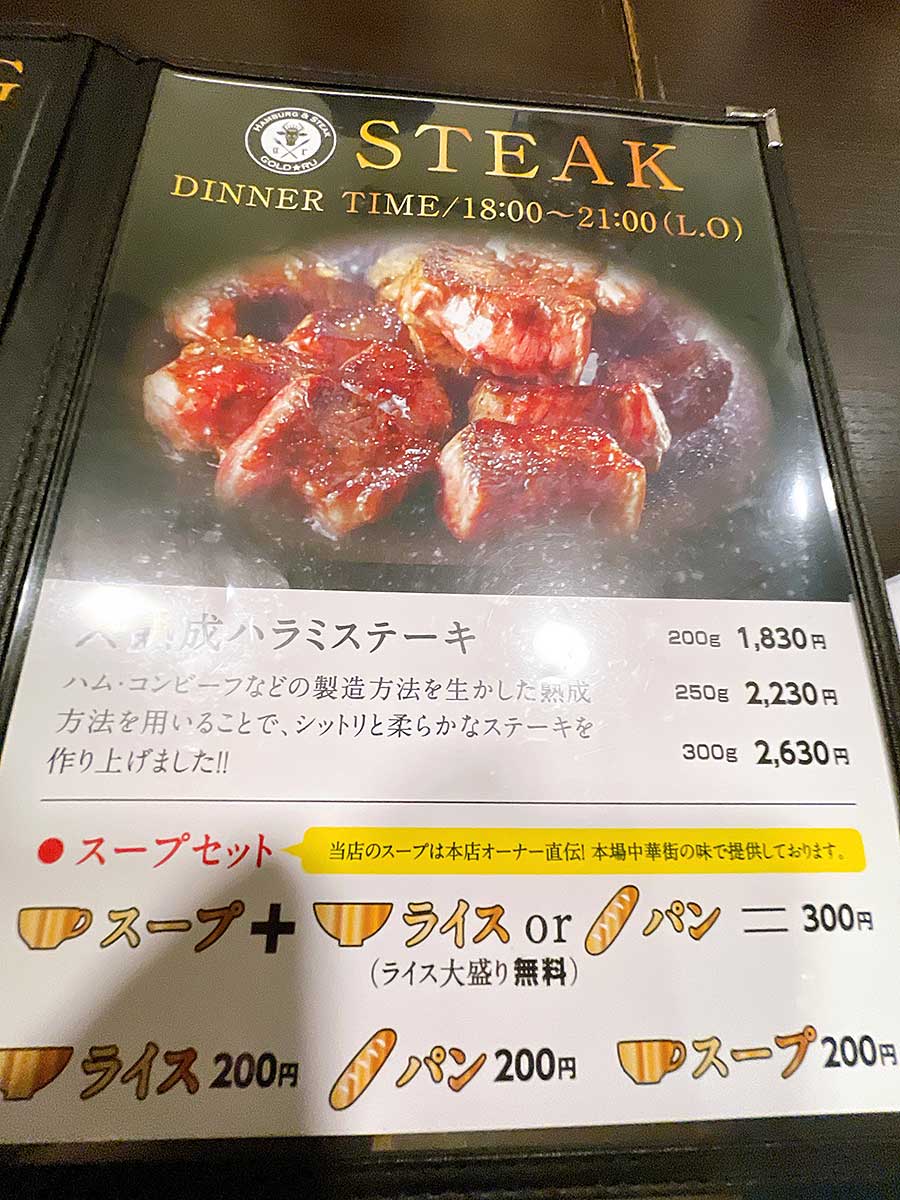 G
HAMBURG & STEAK
GOLD★RU
STEAK
DINNER TIME/18:00～21:00(L.O)
成ハラミステーキ
200g 1,830円
250g 2,230円
300g 2,630円
ハム・コンビーフなどの製造方法を生かした熟成
方法を用いることで、シットリと柔らかなステーキを
作り上げました!!
●スープセット
当店のスープは本店オーナー直伝! 本場中華街の味で提供しております。
スープ+ライス or パン = 300円
(ライス大盛り無料)
ライス 200円 パン 200円 スープ 200円